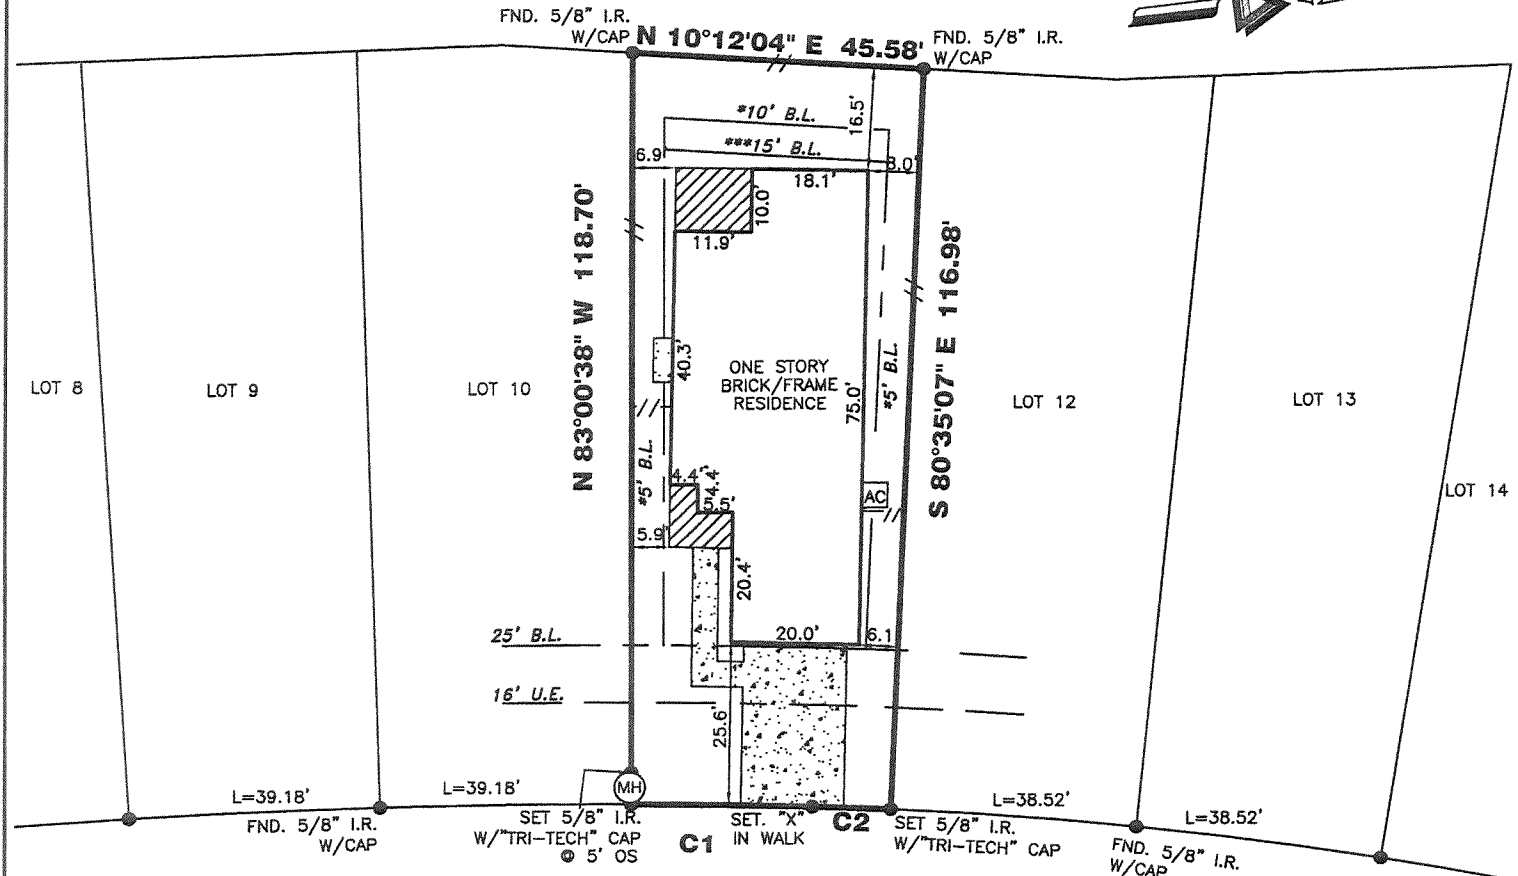 FND. 5/8" I.R.
W/CAP
N 10°12'04" E 45.58'
FND. 5/8" I.R.
W/CAP
16.5'
*10' B.L.
***15' B.L.
6.9'
8.0'
18.1'
10.0'
11.9'
N 83°00'38" W 118.70'
S 80°35'07" E 116.98'
40.3'
ONE STORY
BRICK/FRAME
RESIDENCE
75.0'
*5' B.L.
LOT 8
LOT 9
LOT 10
LOT 12
LOT 13
LOT 14
*5' B.L.
4.4'
4.4'
5.5'
AC
5.9'
20.4'
25' B.L.
20.0'
6.1
16' U.E.
25.6'
MH
L=39.18'
L=39.18'
L=38.52'
L=38.52'
FND. 5/8" I.R.
W/CAP
SET 5/8" I.R.
W/"TRI-TECH" CAP
@ 5' OS
C1
SET. "X"
IN WALK
C2
SET 5/8" I.R.
W/"TRI-TECH" CAP
FND. 5/8" I.R.
W/CAP